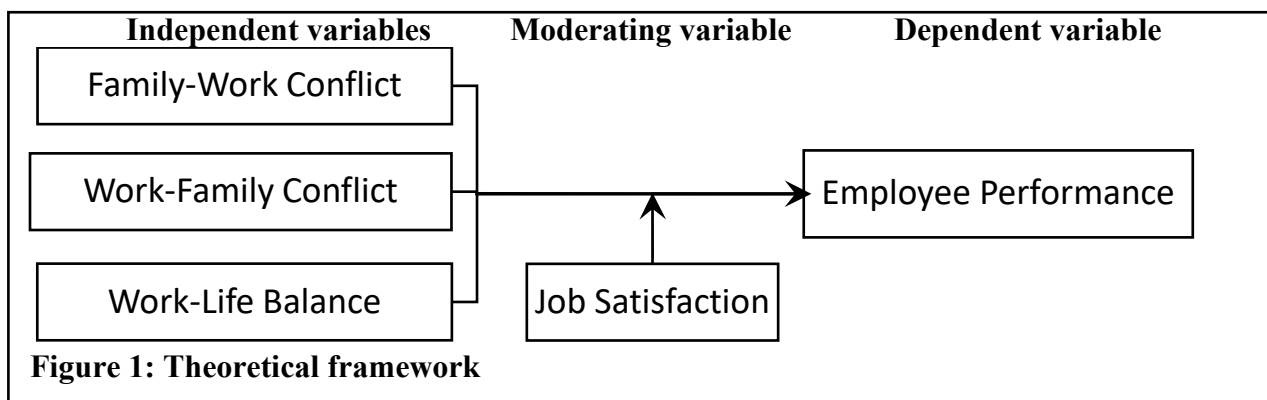 Independent variables Moderating variable Dependent variable
Family-Work Conflict
Work-Family Conflict
Employee Performance
Work-Life Balance
Job Satisfaction
Figure 1: Theoretical framework